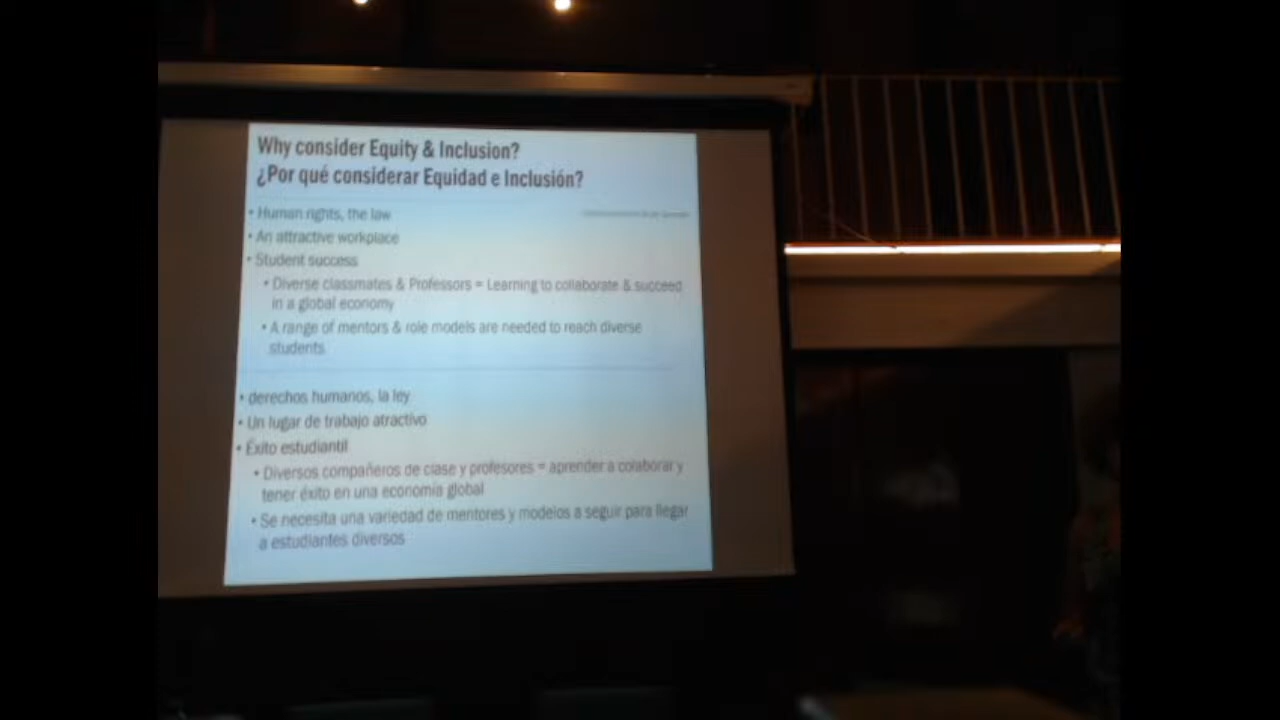 Why consider Equity & Inclusion?
¿Por qué considerar Equidad e Inclusión?
• Human rights, the law
• An attractive workplace
• Student success
• Diverse classmates & Professors = Learning to collaborate & succeed
in a global economy
• A range of mentors & role models are needed to reach diverse
students
• derechos humanos, la ley
• Un lugar de trabajo atractivo
• Éxito estudiantil
• Diversos compañeros de clase y profesores = aprender a colaborar y
tener éxito en una economía global
• Se necesita una variedad de mentores y modelos a seguir para llegar
a estudiantes diversos